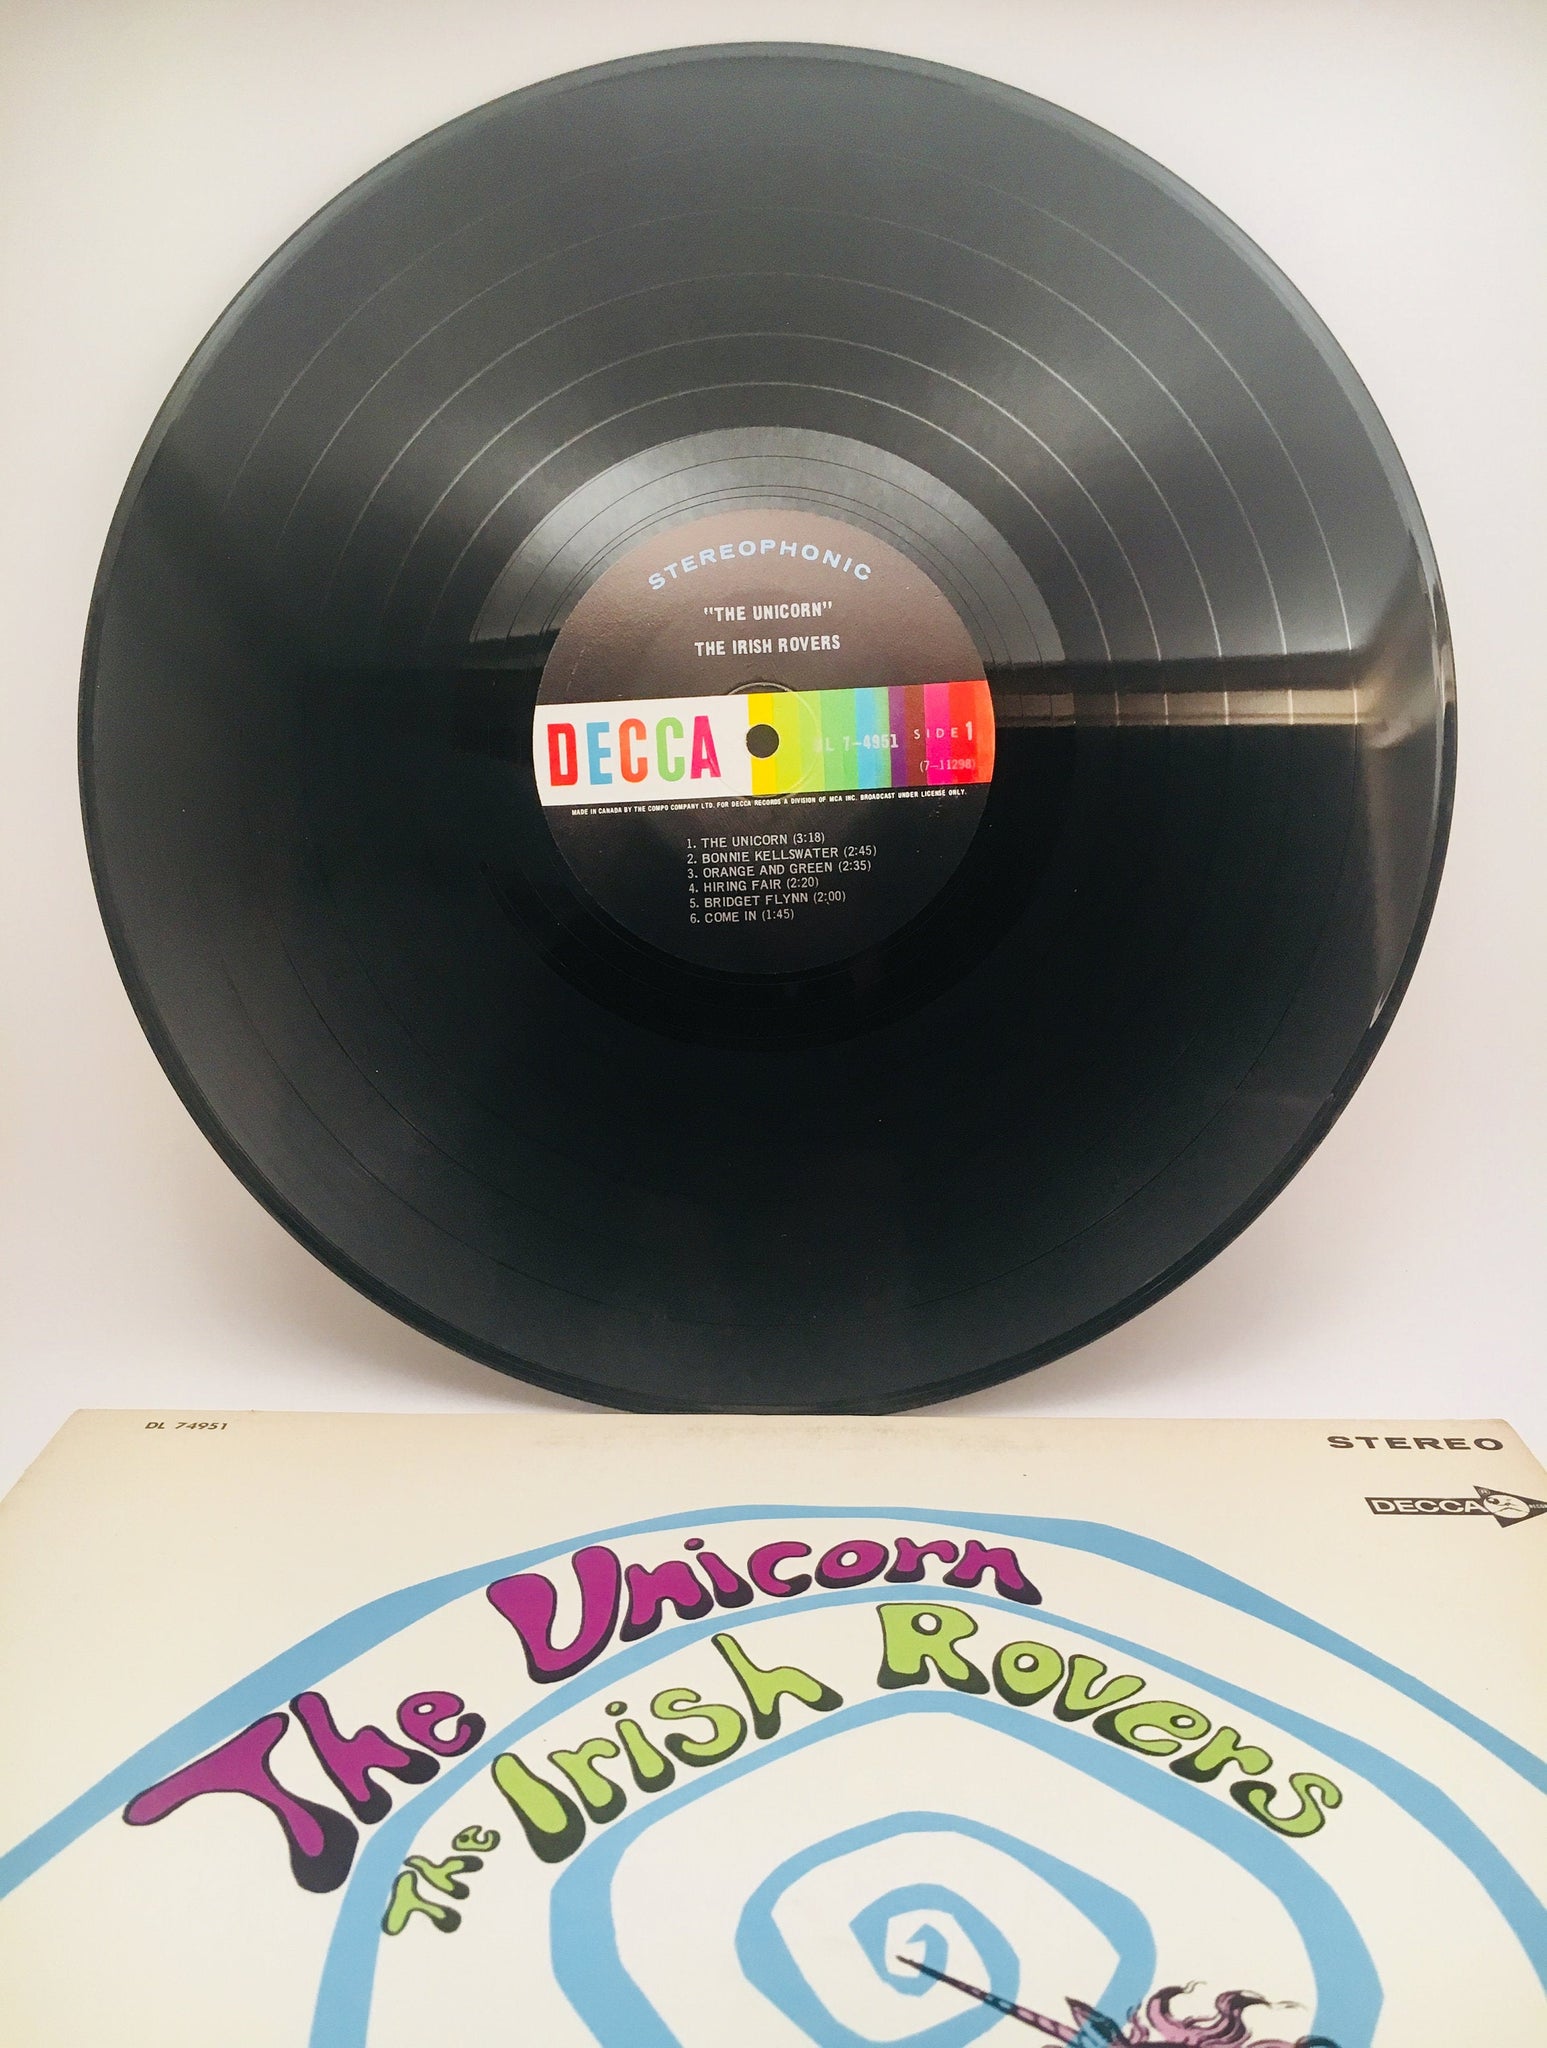 STEREOPHONIC
"THE UNICORN"
THE IRISH ROVERS
DECCA
DL 7-4951
SIDE 1
(7-11298)
MADE IN CANADA BY THE COMPO COMPANY LTD. FOR DECCA RECORDS A DIVISION OF MCA INC. BROADCAST UNDER LICENSE ONLY.
1. THE UNICORN (3:18)
2. BONNIE KELLSWATER (2:45)
3. ORANGE AND GREEN (2:35)
4. HIRING FAIR (2:20)
5. BRIDGET FLYNN (2:00)
6. COME IN (1:45)
DL 74951
STEREO
DECCA
The Unicorn
The Irish Rovers